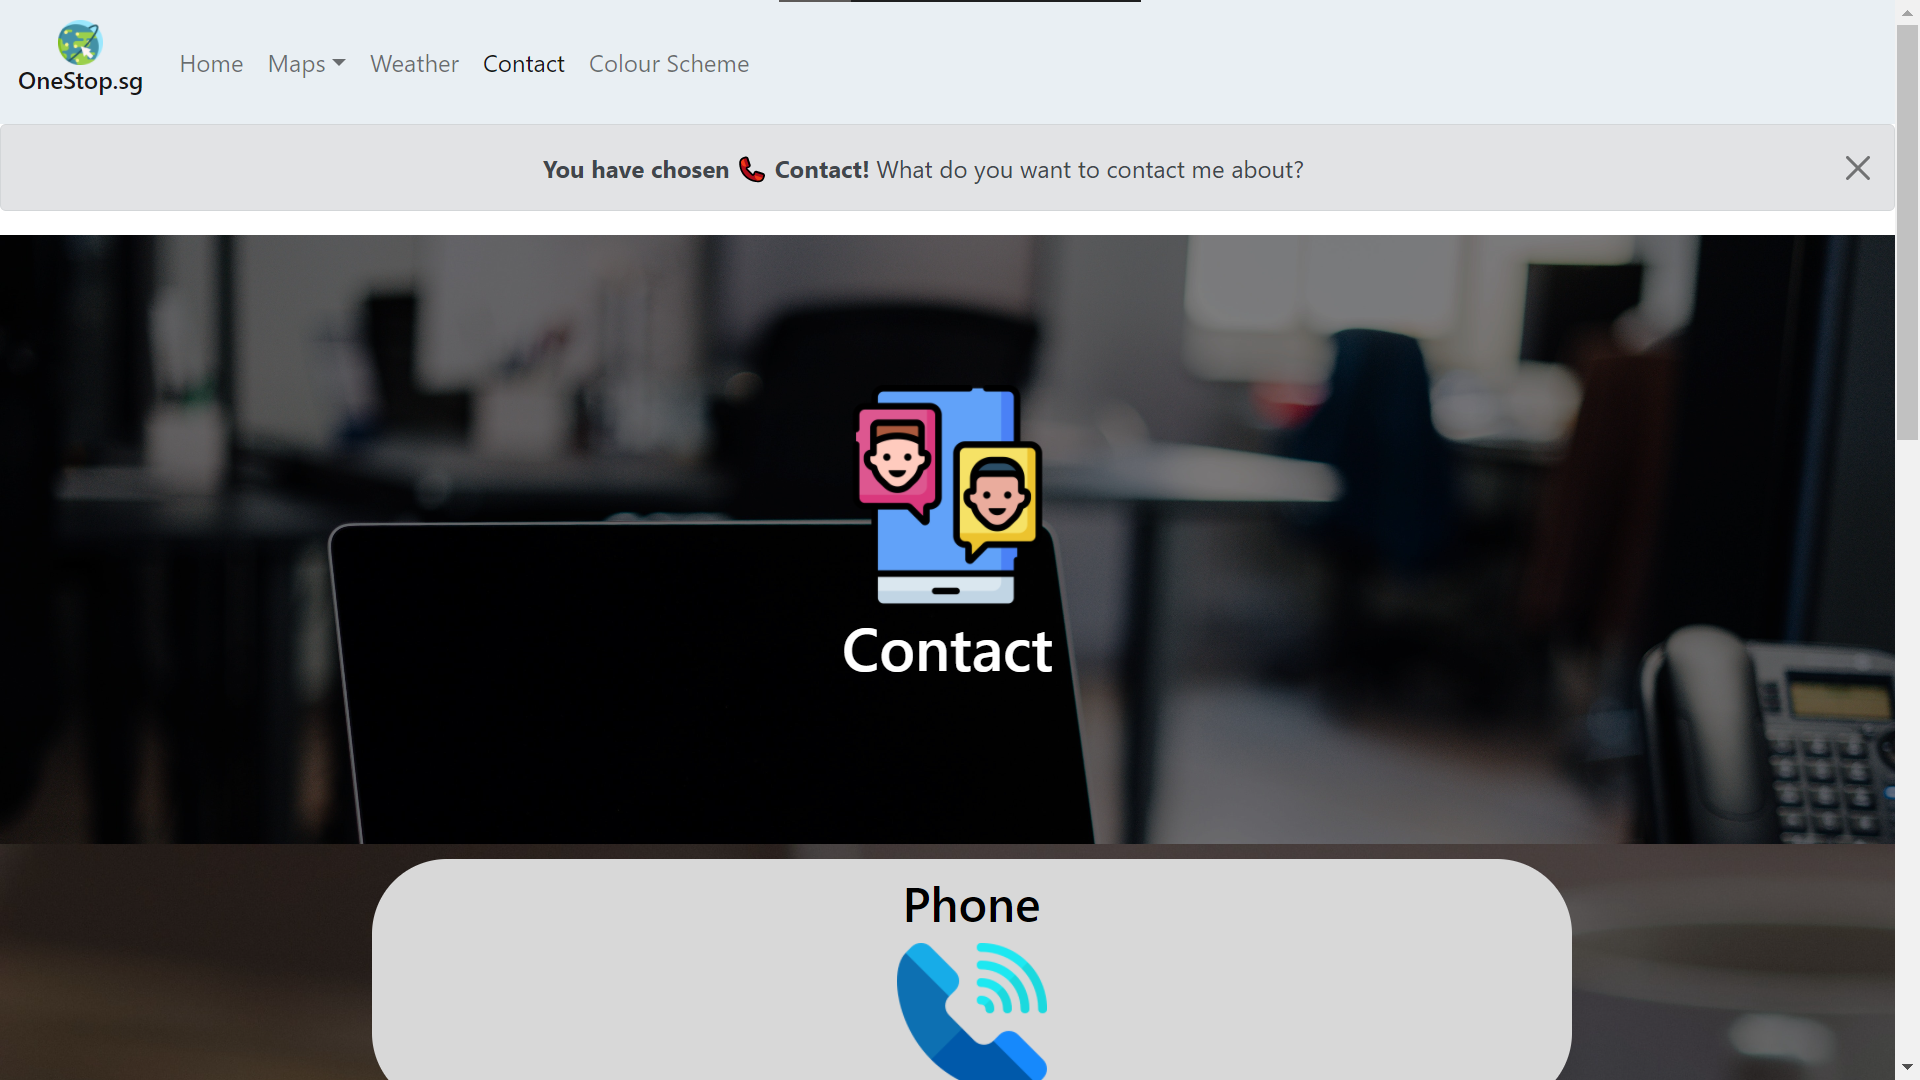 OneStop.sg
Home Maps Weather Contact Colour Scheme
You have chosen 📞 Contact! What do you want to contact me about?
Contact
Phone